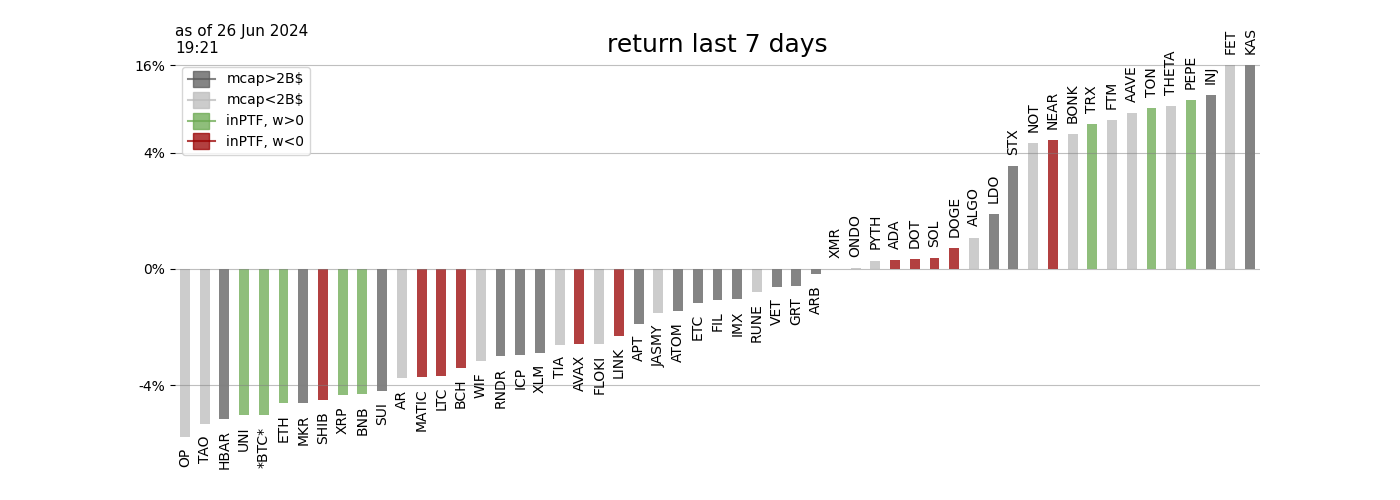 as of 26 Jun 2024
19:21
return last 7 days
16%
4%
0%
-4%
mcap>2B$
mcap<2B$
inPTF, w>0
inPTF, w<0
OP
TAO
HBAR
UNI
*BTC*
ETH
MKR
SHIB
XRP
BNB
SUI
AR
MATIC
LTC
BCH
WIF
RNDR
ICP
XLM
TIA
AVAX
FLOKI
LINK
APT
JASMY
ATOM
ETC
FIL
IMX
RUNE
VET
GRT
ARB
XMR
ONDO
PYTH
ADA
DOT
SOL
DOGE
ALGO
LDO
STX
NOT
NEAR
BONK
TRX
FTM
AAVE
TON
THETA
PEPE
INJ
FET
KAS